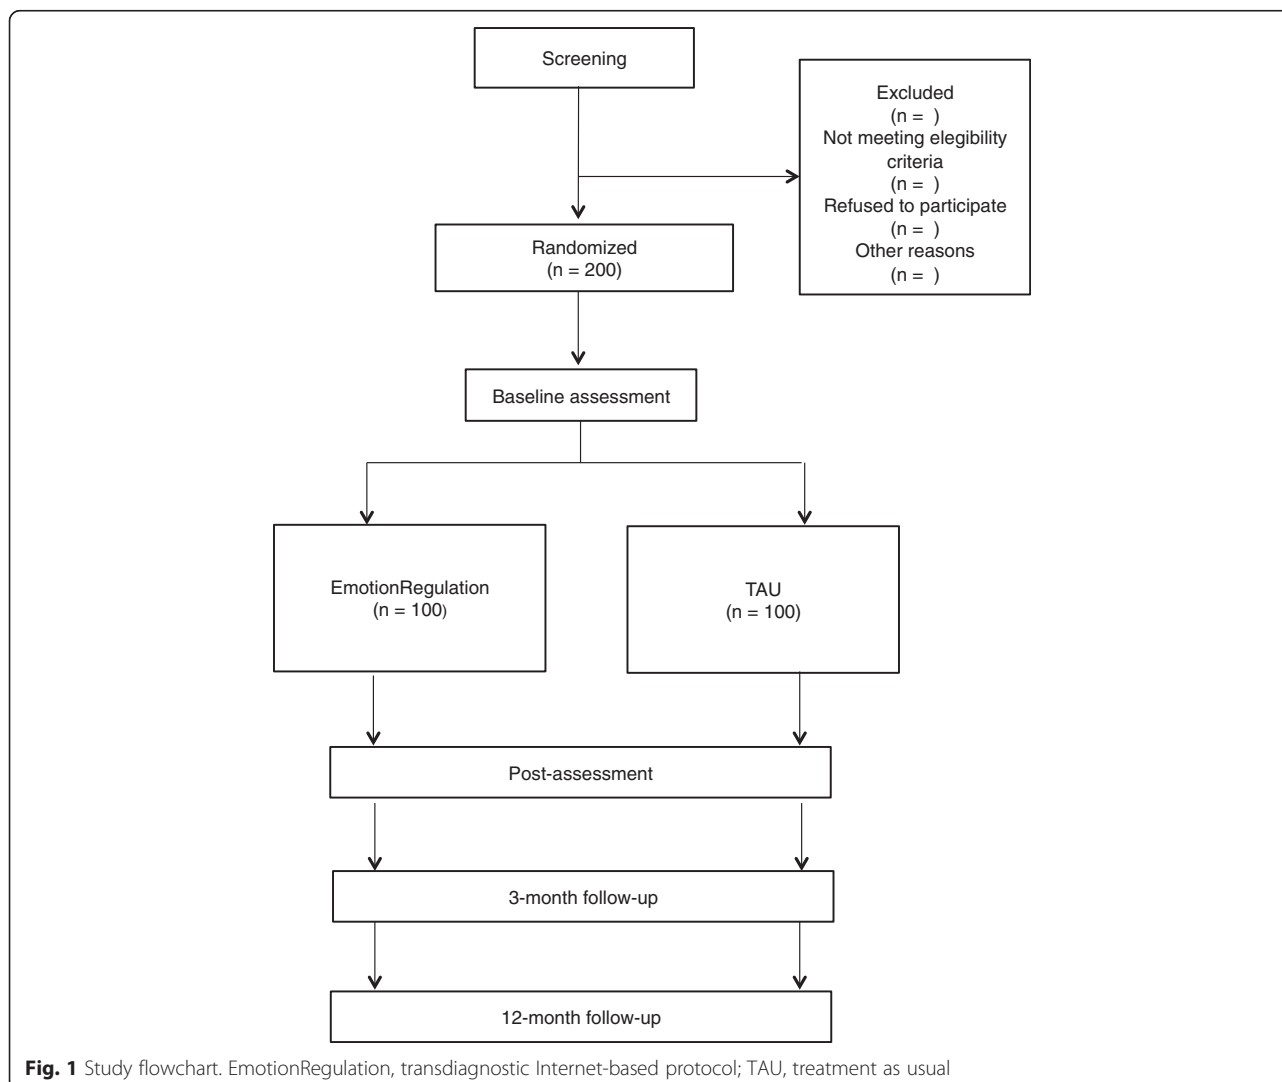 Screening
Excluded
(n = )
Not meeting elegibility
criteria
(n = )
Refused to participate
(n = )
Other reasons
(n = )
Randomized
(n = 200)
Baseline assessment
EmotionRegulation
(n = 100)
TAU
(n = 100)
Post-assessment
3-month follow-up
12-month follow-up
Fig. 1 Study flowchart. EmotionRegulation, transdiagnostic Internet-based protocol; TAU, treatment as usual